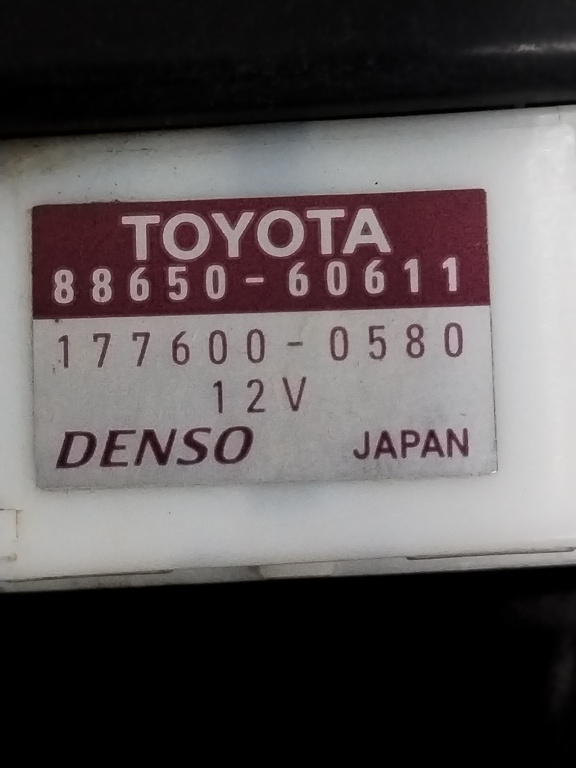 TOYOTA
88650-60611
177600-0580
12V
DENSO JAPAN